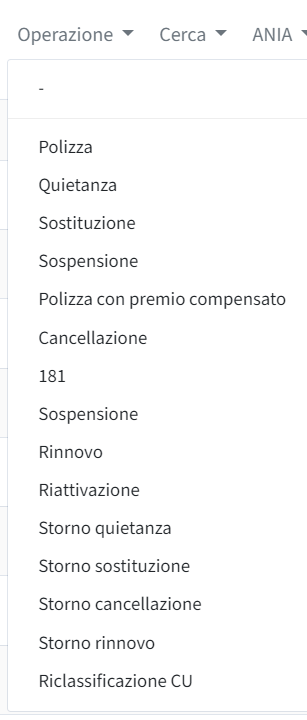 Operazione Cerca ANIA
-
Polizza
Quietanza
Sostituzione
Sospensione
Polizza con premio compensato
Cancellazione
181
Sospensione
Rinnovo
Riattivazione
Storno quietanza
Storno sostituzione
Storno cancellazione
Storno rinnovo
Riclassificazione CU